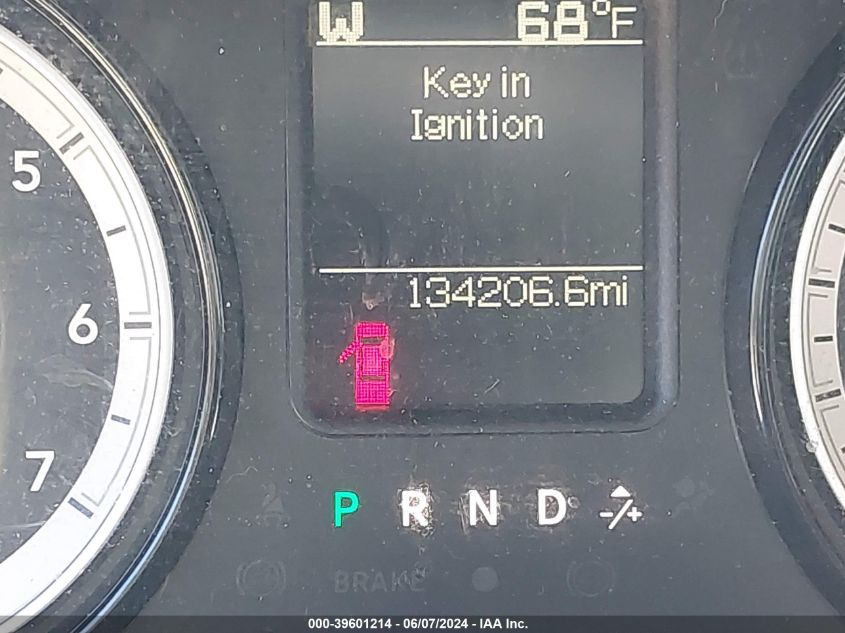 W 68°F
Key in
Ignition
134206.6mi
5
6
7
P R N D -/+
BRAKE
000-39601214 - 06/07/2024 - IAA Inc.